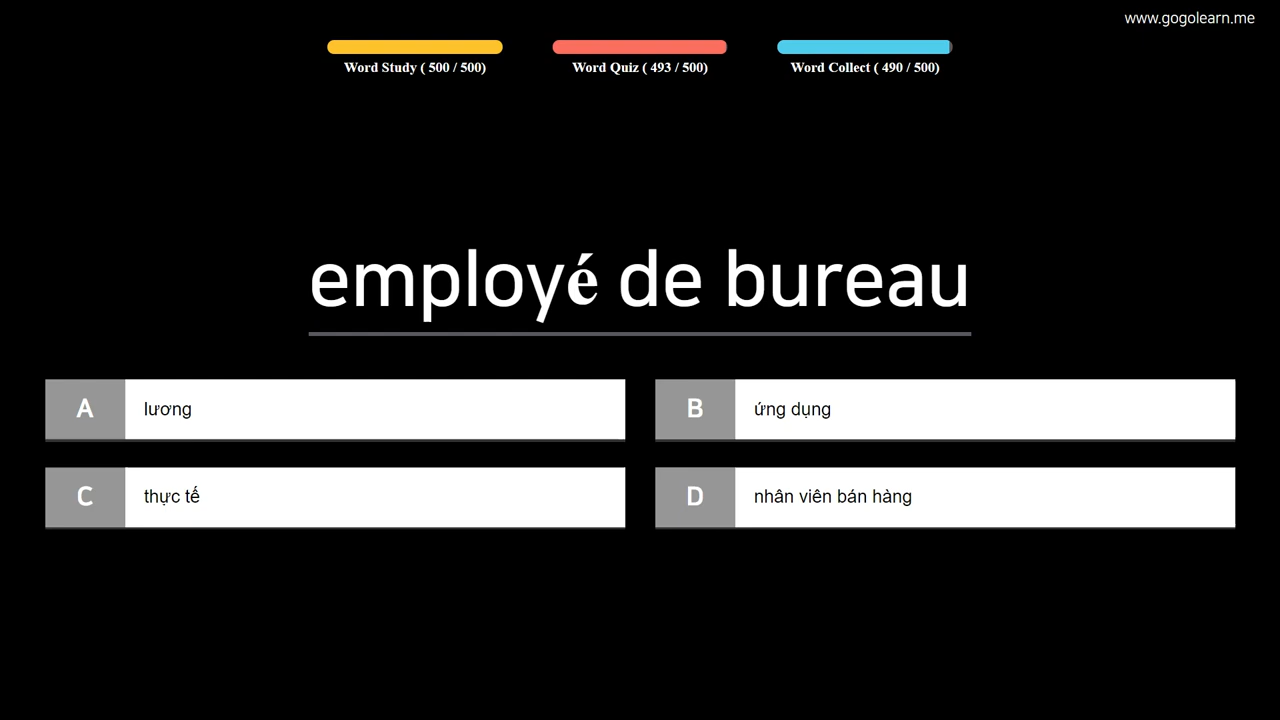 www.gogolearn.me
Word Study ( 500 / 500)
Word Quiz ( 493 / 500)
Word Collect ( 490 / 500)
employé de bureau
A lương
B ứng dụng
C thực tế
D nhân viên bán hàng